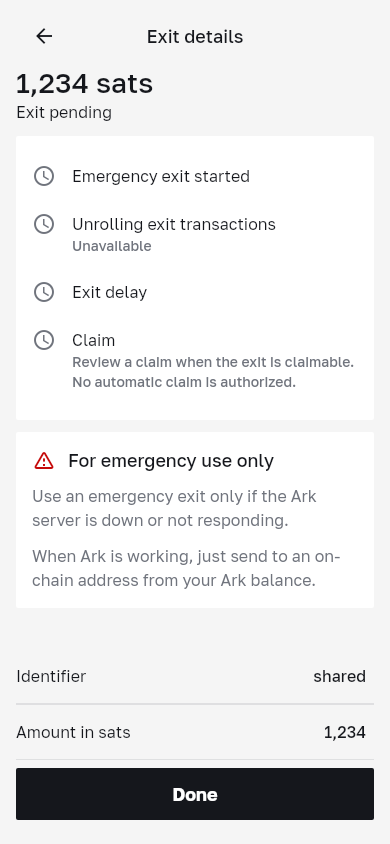 Exit details
1,234 sats
Exit pending
Emergency exit started
Unrolling exit transactions
Unavailable
Exit delay
Claim
Review a claim when the exit is claimable.
No automatic claim is authorized.
For emergency use only
Use an emergency exit only if the Ark
server is down or not responding.
When Ark is working, just send to an on-
chain address from your Ark balance.
Identifier shared
Amount in sats 1,234
Done